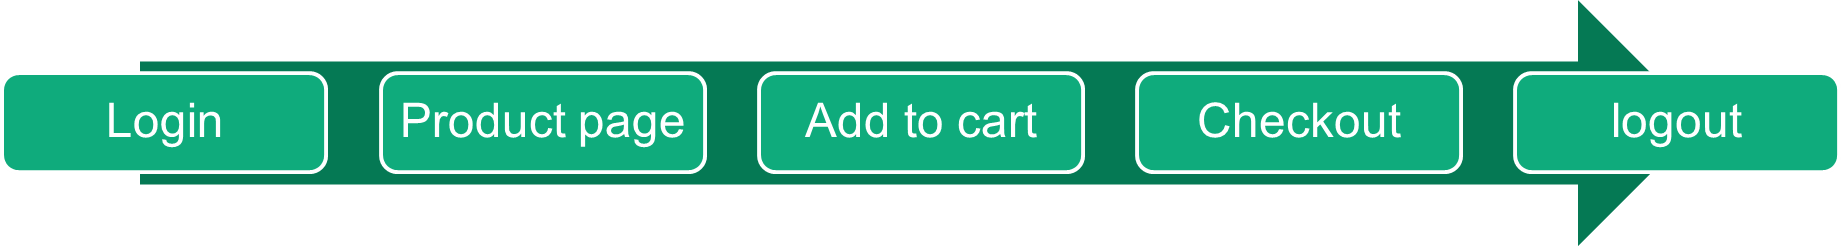 Login
Product page
Add to cart
Checkout
logout